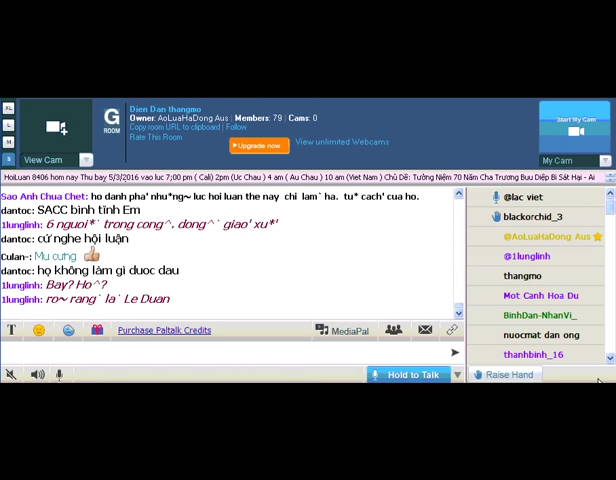 XL
L
M
S
View Cam
G
ROOM
Dien Dan thangmo
Owner: AoLuaHaDong Aus | Members: 79 | Cams: 0
Copy room URL to clipboard | Follow
Rate This Room
Upgrade now
View unlimited Webcams
Start My Cam
My Cam
HoiLuan 8406 hom nay Thu bay 5/3/2016 vao luc 7;00 pm ( Cali) 2pm (Uc Chau ) 4 am ( Au Chau ) 10 am (Viet Nam ) Chủ Đề: Tường Niệm 70 Năm Cha Trương Buu Diệp Bi Sát Hại - Ai
Sao Anh Chua Chet: ho danh pha' nhu*ng~ luc hoi luan the nay chi lam` ha. tu* cach' cua ho.
dantoc: SACC bình tĩnh Em
1lunglinh: 6 nguoi*` trong cong^. dong^` giao' xu*'
dantoc: cứ nghe hội luận
Culan-: Mu cưng
dantoc: họ không làm gì duoc dau
1lunglinh: Bay? Ho^?
1lunglinh: ro~ rang` la` Le Duan
@lac viet
blackorchid_3
@AoLuaHaDong Aus
@1lunglinh
thangmo
Mot Canh Hoa Du
BinhDan-NhanVi_
nuocmat dan ong
thanhbinh_16
T
Purchase Paltalk Credits
MediaPal
Hold to Talk
Raise Hand